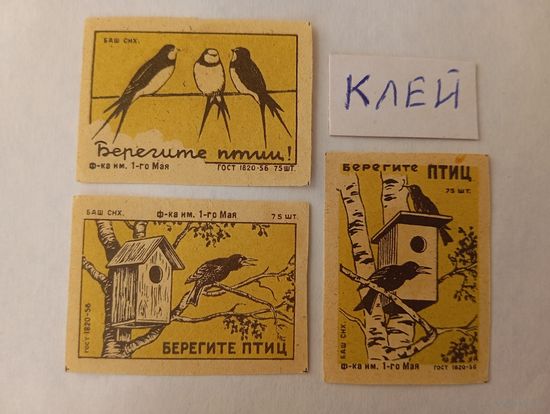 БАШ СНХ.
Берегите птиц!
Ф-ка им. 1-го Мая ГОСТ 1820-56 75 ШТ.
КЛЕЙ
БАШ СНХ. Ф-ка им. 1-го Мая 75 ШТ.
ГОСТ 1820-56
БЕРЕГИТЕ ПТИЦ
БЕРЕГИТЕ ПТИЦ
75 ШТ.
БАШ СНХ.
Ф-ка им. 1-го Мая ГОСТ 1820-56